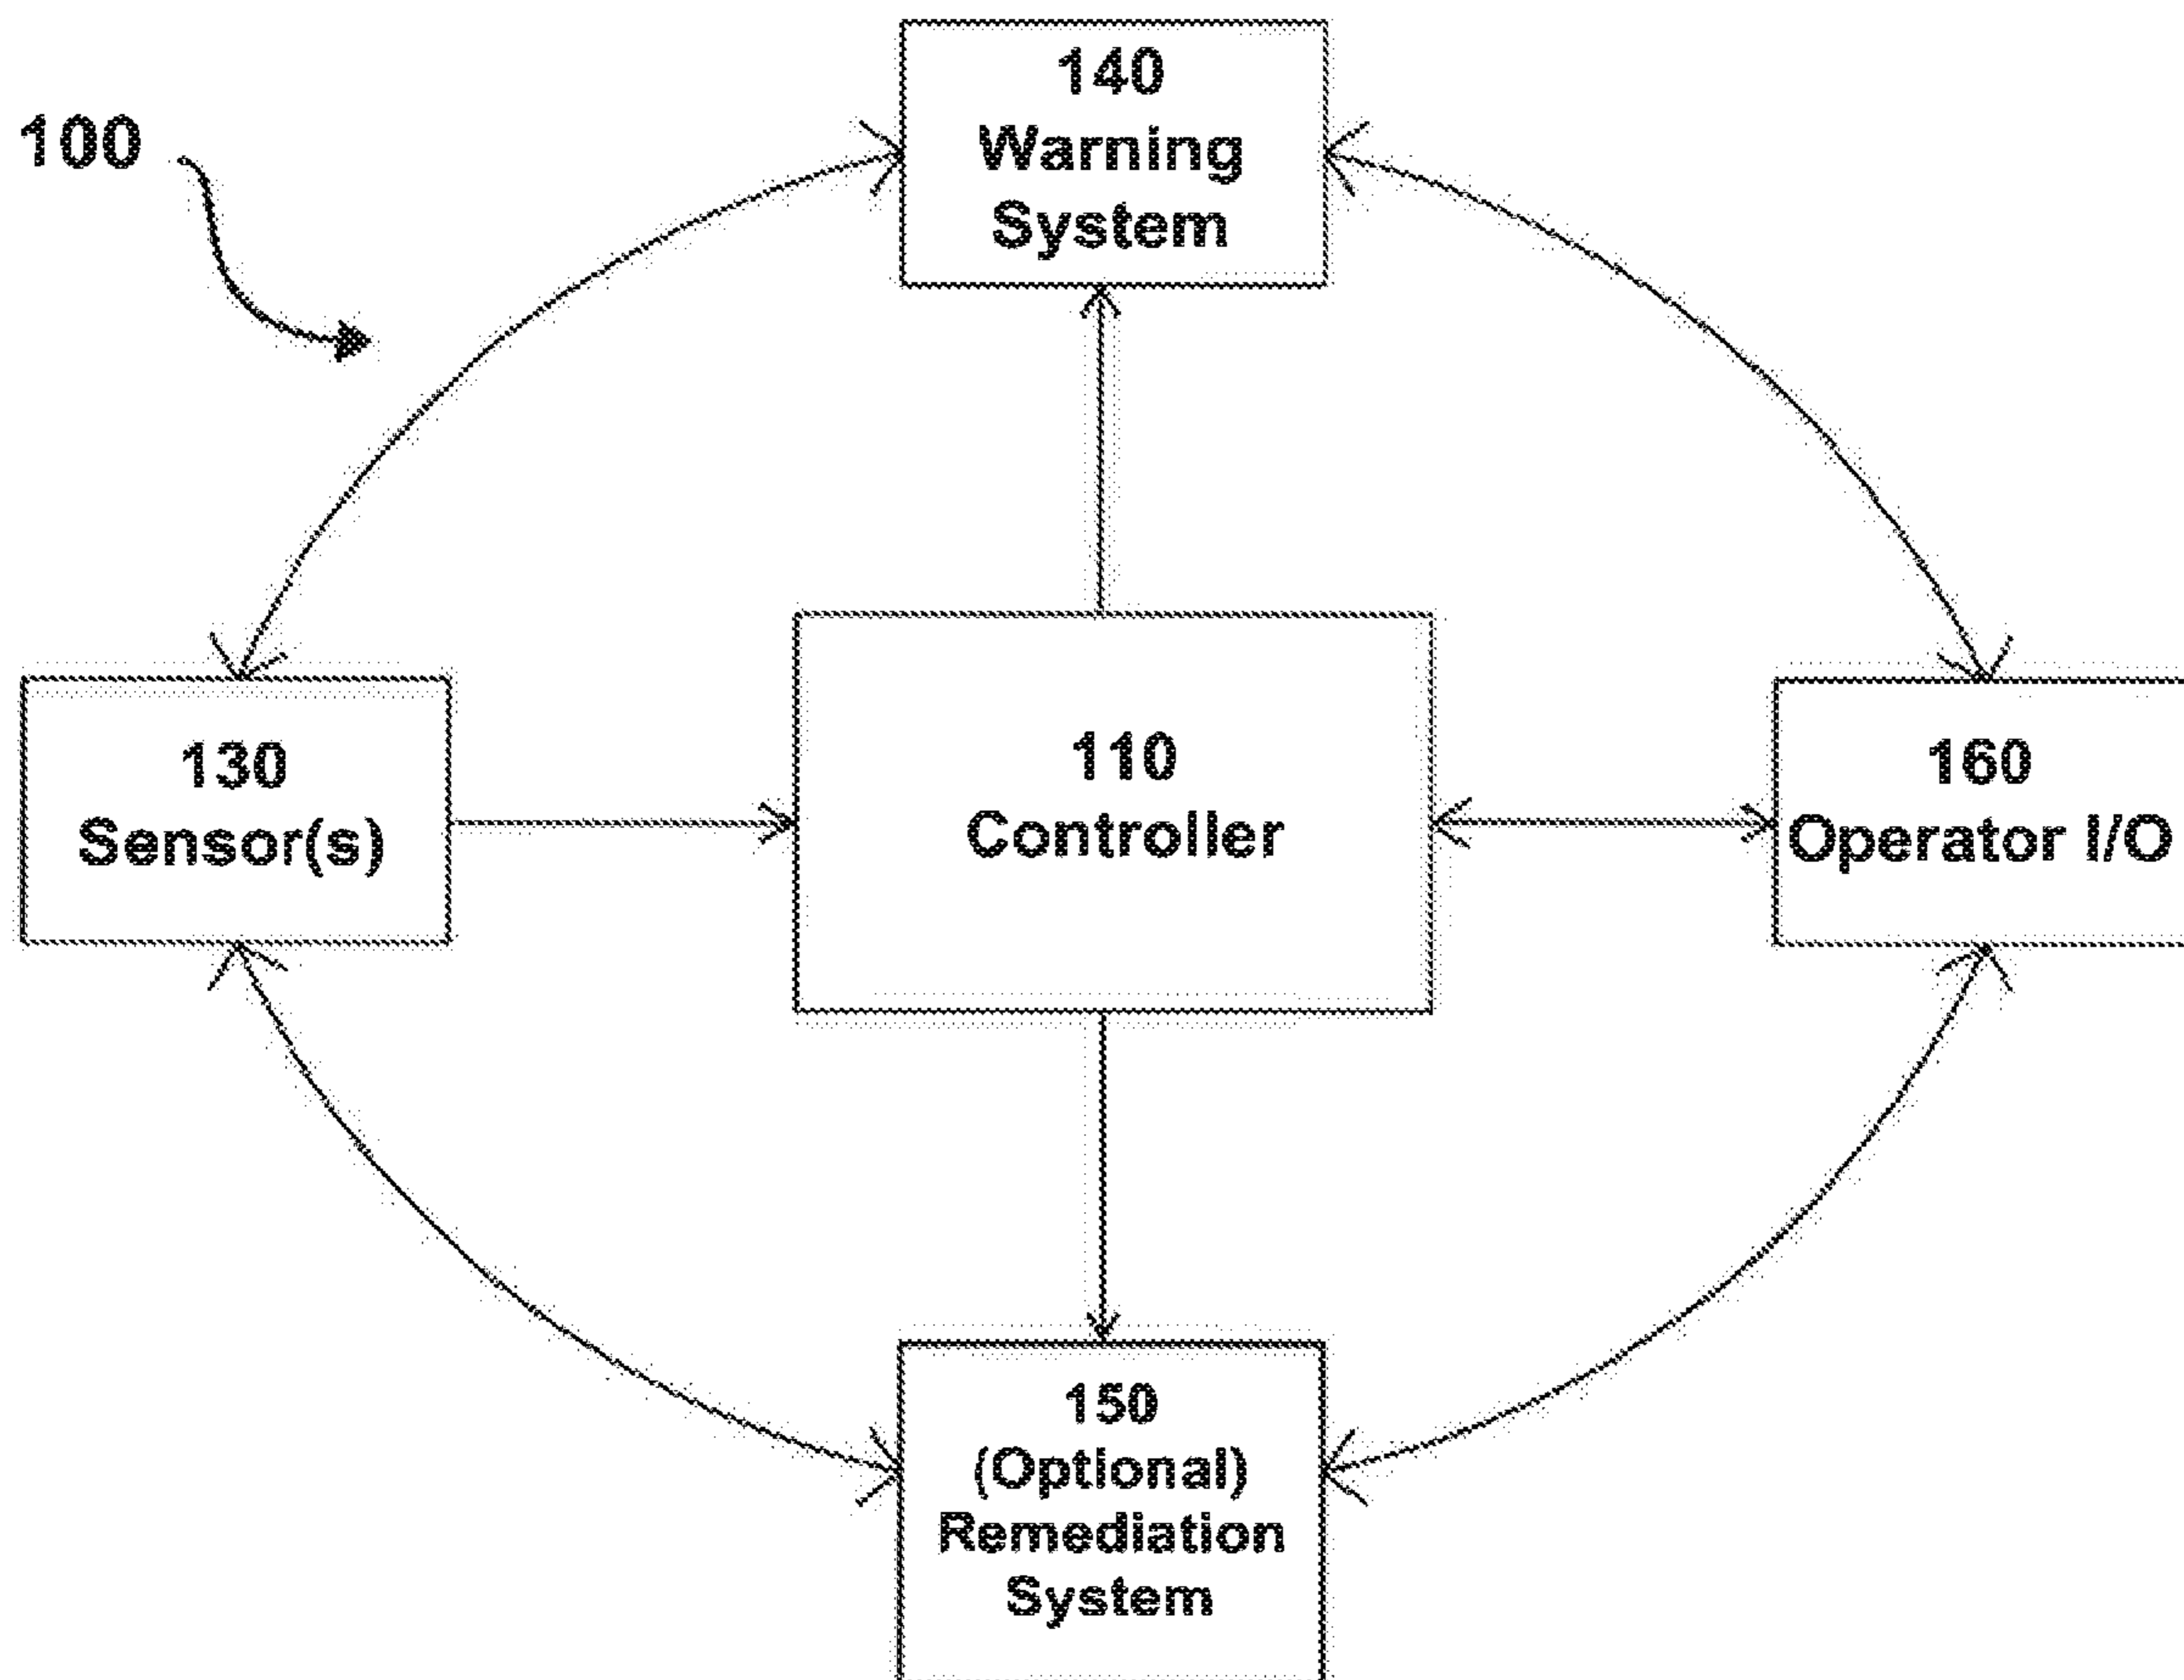 140
Warning
System
100
130
Sensor(s)
110
Controller
160
Operator I/O
150
(Optional)
Remediation
System